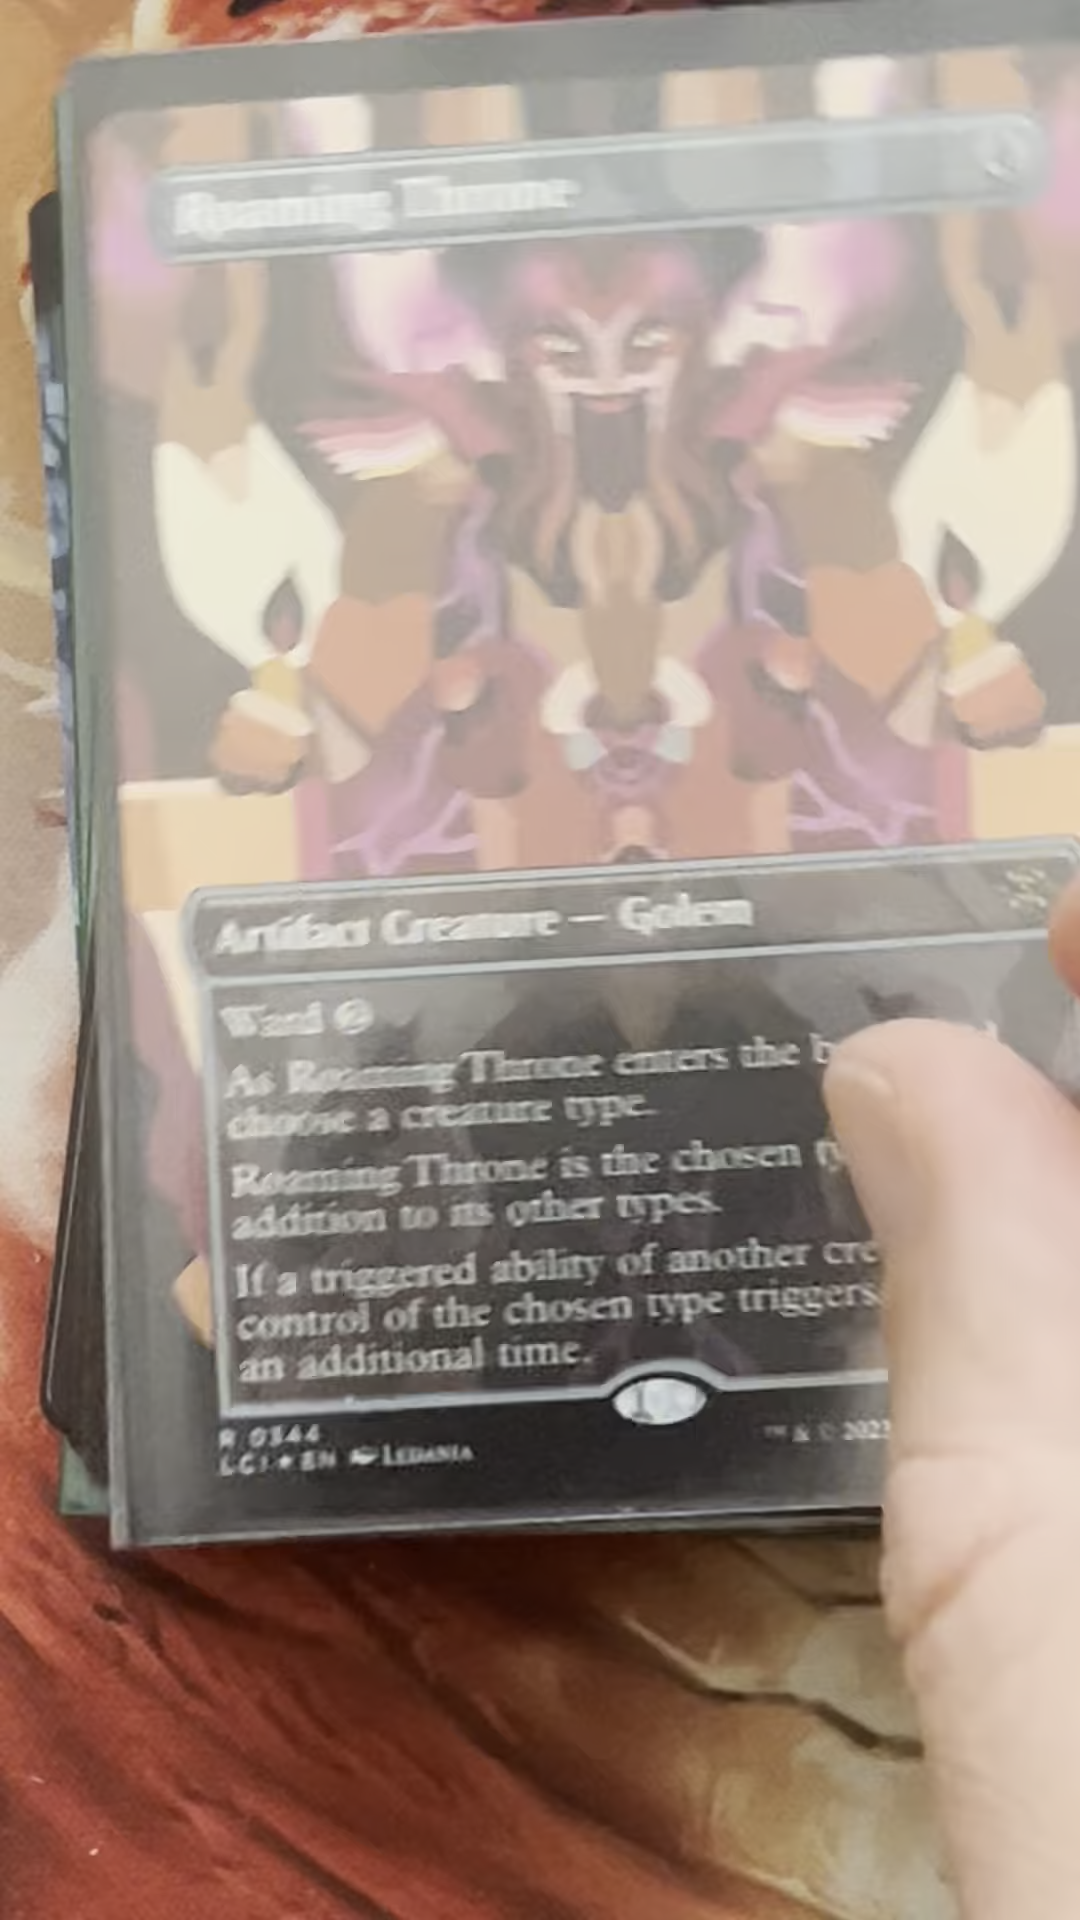 Roaming Throne
Artifact Creature — Golem
Ward 2
As Roaming Throne enters the
choose a creature type.
Roaming Throne is the chosen
addition to its other types.
If a triggered ability of another
control of the chosen type triggers
an additional time.
R 0344
LCI ★ EN LEDANIA
™ & © 2023